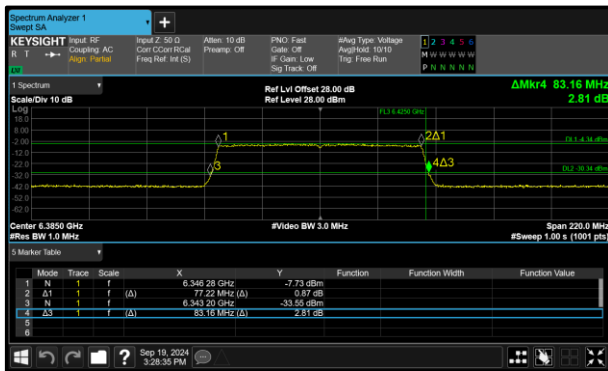 Spectrum Analyzer 1
Swept SA
KEYSIGHT Input: RF Input Z: 50 Ω Atten: 10 dB PNO: Fast #Avg Type: Voltage 1 2 3 4 5 6
R T Coupling: AC Corr CCorr RCal Preamp: Off Gate: Off Avg|Hold: 10/10 M W W W W W
Align: Partial Freq Ref: Int (S) IF Gain: Low Trig: Free Run
Sig Track: Off P N N N N N
1 Spectrum Ref Lvl Offset 28.00 dB ΔMkr4 83.16 MHz
Scale/Div 10 dB Ref Level 28.00 dBm 2.81 dB
Log FL3 6.4250 GHz
18.0
8.00
-2.00 1 2Δ1 DL1 -4.34 dBm
-12.0
-22.0
-32.0 3 4Δ3 DL2 -30.34 dBm
-42.0
-52.0
-62.0
Center 6.3850 GHz #Video BW 3.0 MHz Span 220.0 MHz
#Res BW 1.0 MHz #Sweep 1.00 s (1001 pts)
5 Marker Table
Mode Trace Scale X Y Function Function Width Function Value
1 N 1 f 6.346 28 GHz -7.73 dBm
2 Δ1 1 f (Δ) 77.22 MHz (Δ) 0.87 dB
3 N 1 f 6.343 20 GHz -33.55 dBm
4 Δ3 1 f (Δ) 83.16 MHz (Δ) 2.81 dB
5
6
? Sep 19, 2024
3:28:35 PM